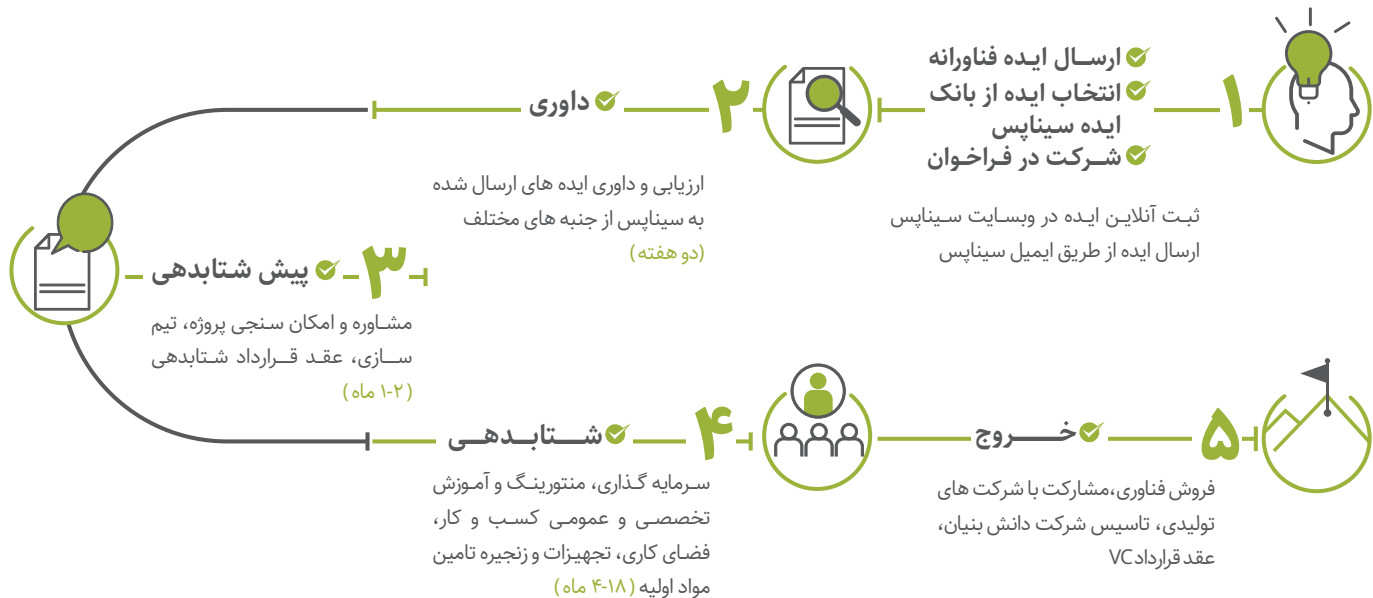 ۱
ارسال ایده فناورانه
انتخاب ایده از بانک
ایده سیناپس
شرکت در فراخوان
ثبت آنلاین ایده در وبسایت سیناپس
ارسال ایده از طریق ایمیل سیناپس
۲
داوری
ارزیابی و داوری ایده های ارسال شده
به سیناپس از جنبه های مختلف
(دو هفته)
۳
پیش شتابدهی
مشاوره و امکان سنجی پروژه، تیم
سازی، عقد قرارداد شتابدهی
(۱-۲ ماه)
۴
شتابدهی
سرمایه گذاری، منتورینگ و آموزش
تخصصی و عمومی کسب و کار،
فضای کاری، تجهیزات و زنجیره تامین
مواد اولیه (۴-۱۸ ماه)
۵
خروج
فروش فناوری،مشارکت با شرکت های
تولیدی، تاسیس شرکت دانش بنیان،
عقد قرارداد VC